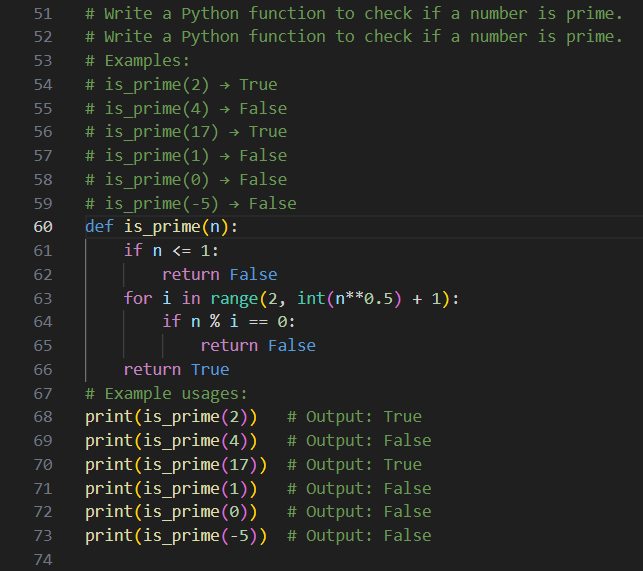 51 # Write a Python function to check if a number is prime.
52 # Write a Python function to check if a number is prime.
53 # Examples:
54 # is_prime(2) → True
55 # is_prime(4) → False
56 # is_prime(17) → True
57 # is_prime(1) → False
58 # is_prime(0) → False
59 # is_prime(-5) → False
60 def is_prime(n):
61     if n <= 1:
62         return False
63     for i in range(2, int(n**0.5) + 1):
64         if n % i == 0:
65             return False
66     return True
67 # Example usages:
68 print(is_prime(2))   # Output: True
69 print(is_prime(4))   # Output: False
70 print(is_prime(17))  # Output: True
71 print(is_prime(1))   # Output: False
72 print(is_prime(0))   # Output: False
73 print(is_prime(-5))  # Output: False
74